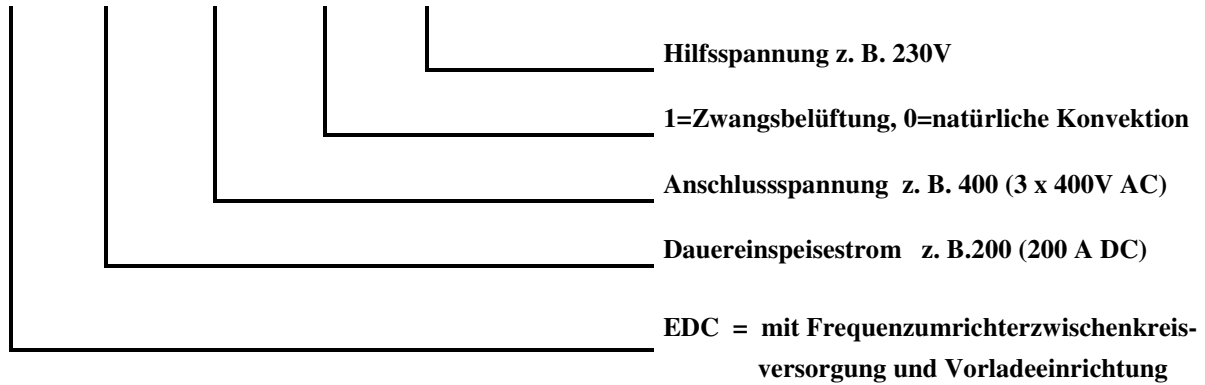 Hilfsspannung z. B. 230V
1=Zwangsbelüftung, 0=natürliche Konvektion
Anschlussspannung z. B. 400 (3 x 400V AC)
Dauereinspeisestrom z. B.200 (200 A DC)
EDC = mit Frequenzumrichterzwischenkreis-
versorgung und Vorladeeinrichtung